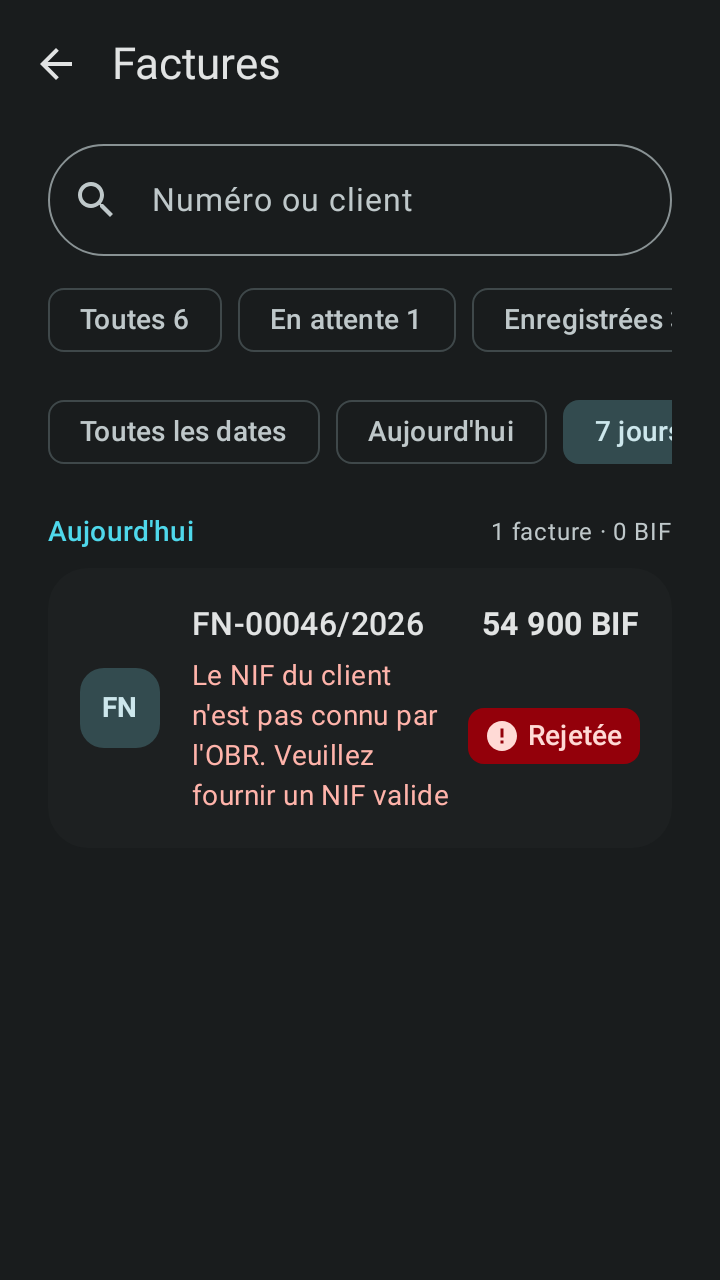 Factures
Numéro ou client
Toutes 6
En attente 1
Enregistrées
Toutes les dates
Aujourd'hui
7 jours
Aujourd'hui
1 facture · 0 BIF
FN-00046/2026
54 900 BIF
FN
Le NIF du client
n'est pas connu par
l'OBR. Veuillez
fournir un NIF valide
Rejetée